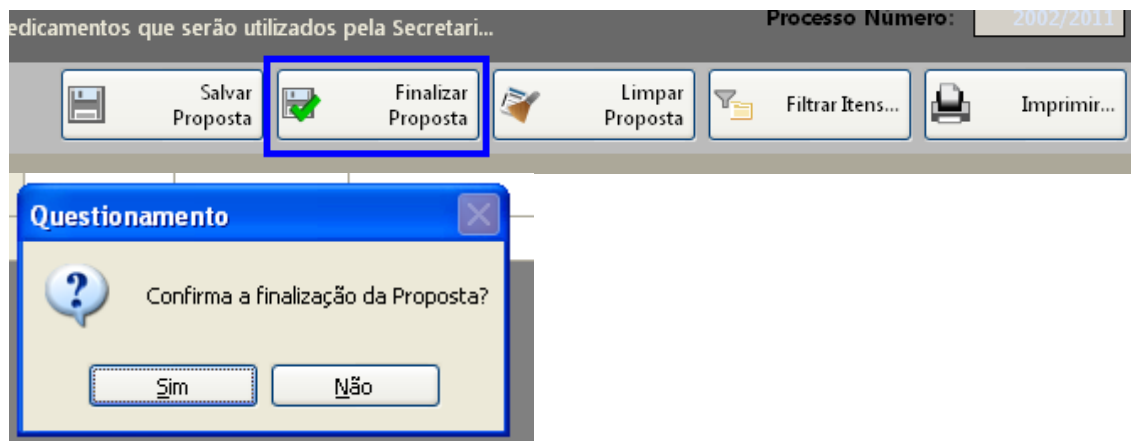 edicamentos que serão utilizados pela Secretari...
Processo Número: 2002/2011
Salvar
Proposta
Finalizar
Proposta
Limpar
Proposta
Filtrar Itens...
Imprimir...
Questionamento
Confirma a finalização da Proposta?
Sim
Não